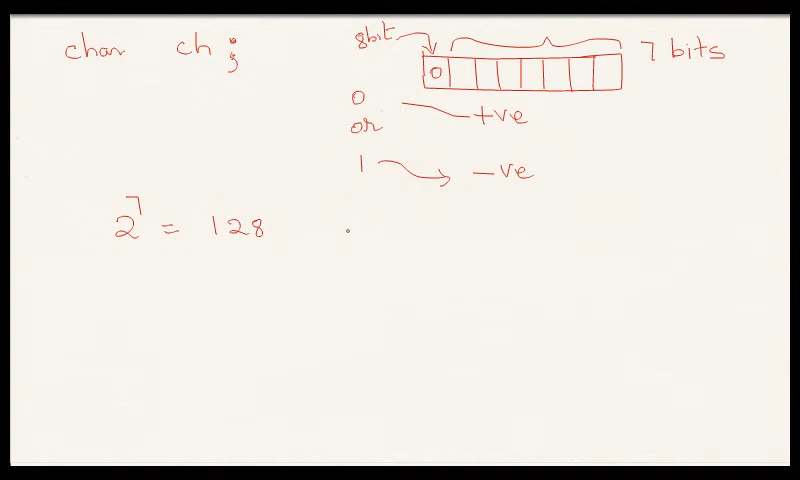 char ch ;
8bit
0
7 bits
0
or
+ve
1
-ve
2⁷ = 128